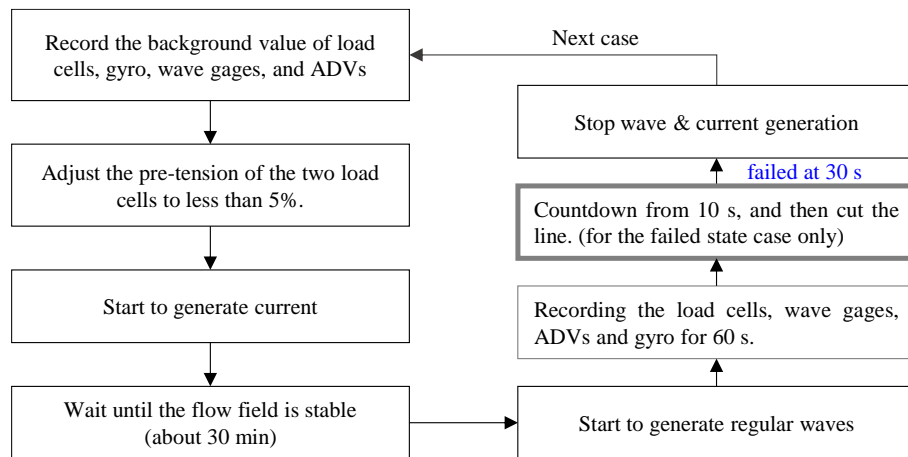 Record the background value of load
cells, gyro, wave gages, and ADVs
Adjust the pre-tension of the two load
cells to less than 5%.
Start to generate current
Wait until the flow field is stable
(about 30 min)
Start to generate regular waves
Recording the load cells, wave gages,
ADVs and gyro for 60 s.
Countdown from 10 s, and then cut the
line. (for the failed state case only)
failed at 30 s
Stop wave & current generation
Next case